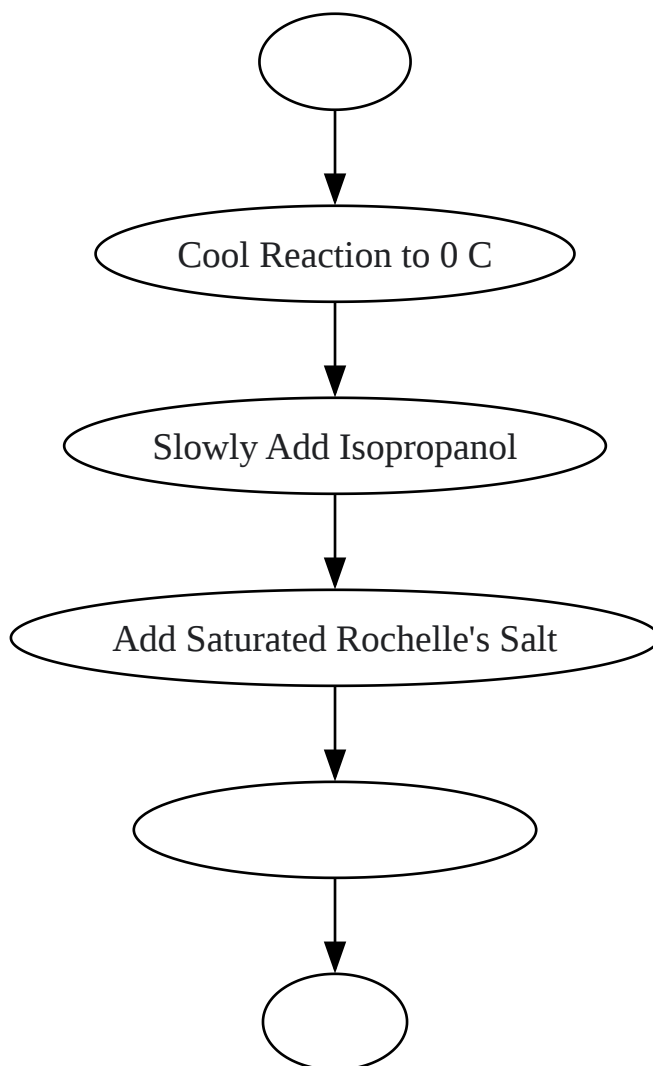 Cool Reaction to 0 C
Slowly Add Isopropanol
Add Saturated Rochelle's Salt